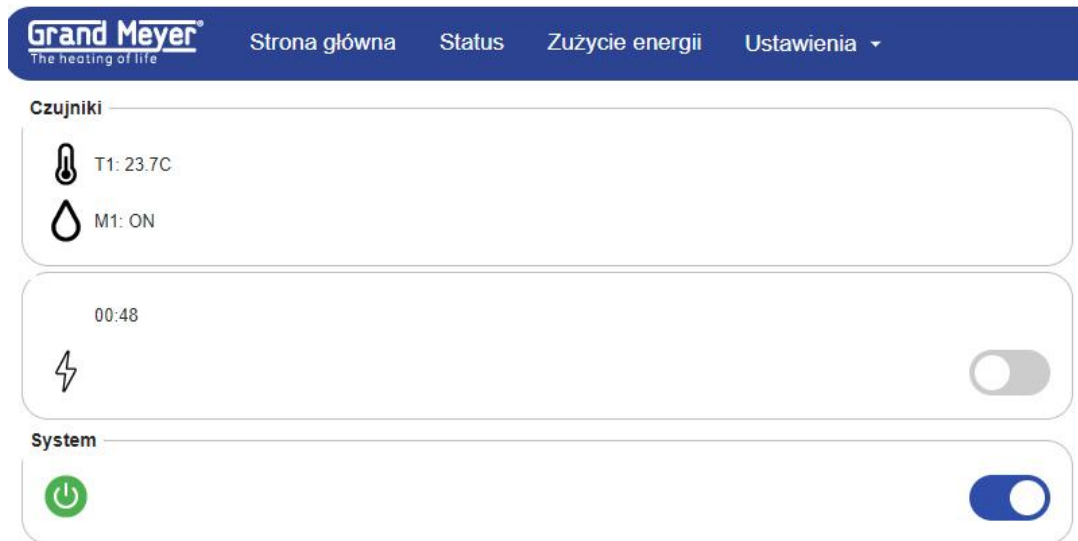 Grand Meyer®
The heating of life
Strona główna Status Zużycie energii Ustawienia
Czujniki
T1: 23.7C
M1: ON
00:48
System